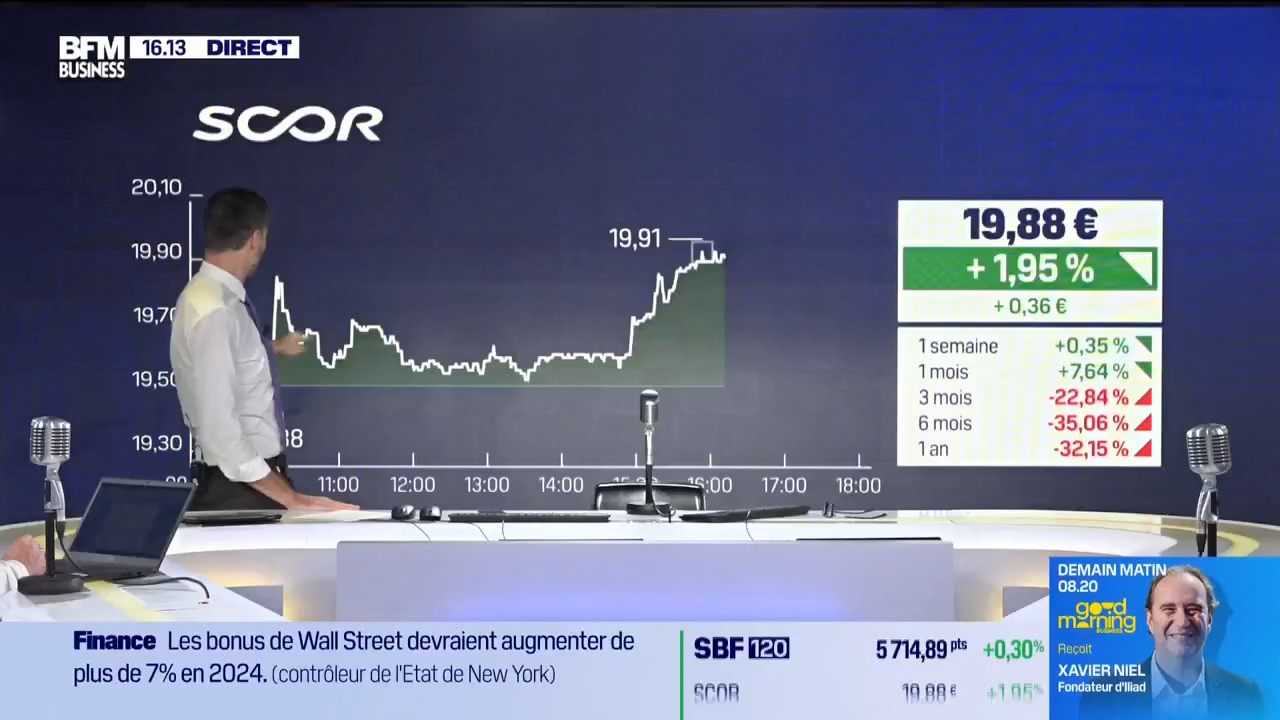 BFM
BUSINESS
16.13 DIRECT
SCOR
20,10
19,90
19,70
19,50
19,30
19,91
11:00 12:00 13:00 14:00 16:00 17:00 18:00
19,88 €
+ 1,95 %
+ 0,36 €
1 semaine +0,35 %
1 mois +7,64 %
3 mois -22,84 %
6 mois -35,06 %
1 an -32,15 %
DEMAIN MATIN
08.20
good
morning
BUSINESS
Reçoit
XAVIER NIEL
Fondateur d'Iliad
Finance Les bonus de Wall Street devraient augmenter de
plus de 7% en 2024. (contrôleur de l'Etat de New York)
SBF 120 5 714,89 pts +0,30%
SCOR 19,88 € +1,95%